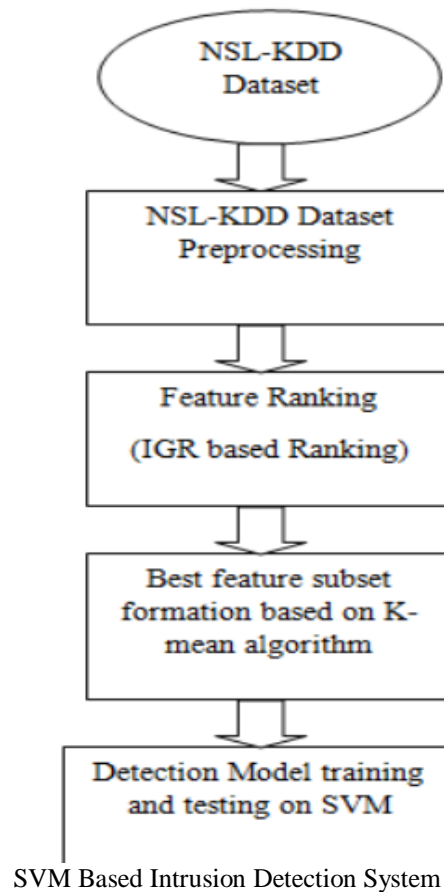 NSL-KDD
Dataset
NSL-KDD Dataset
Preprocessing
Feature Ranking
(IGR based Ranking)
Best feature subset
formation based on K-
mean algorithm
Detection Model training
and testing on SVM
SVM Based Intrusion Detection System